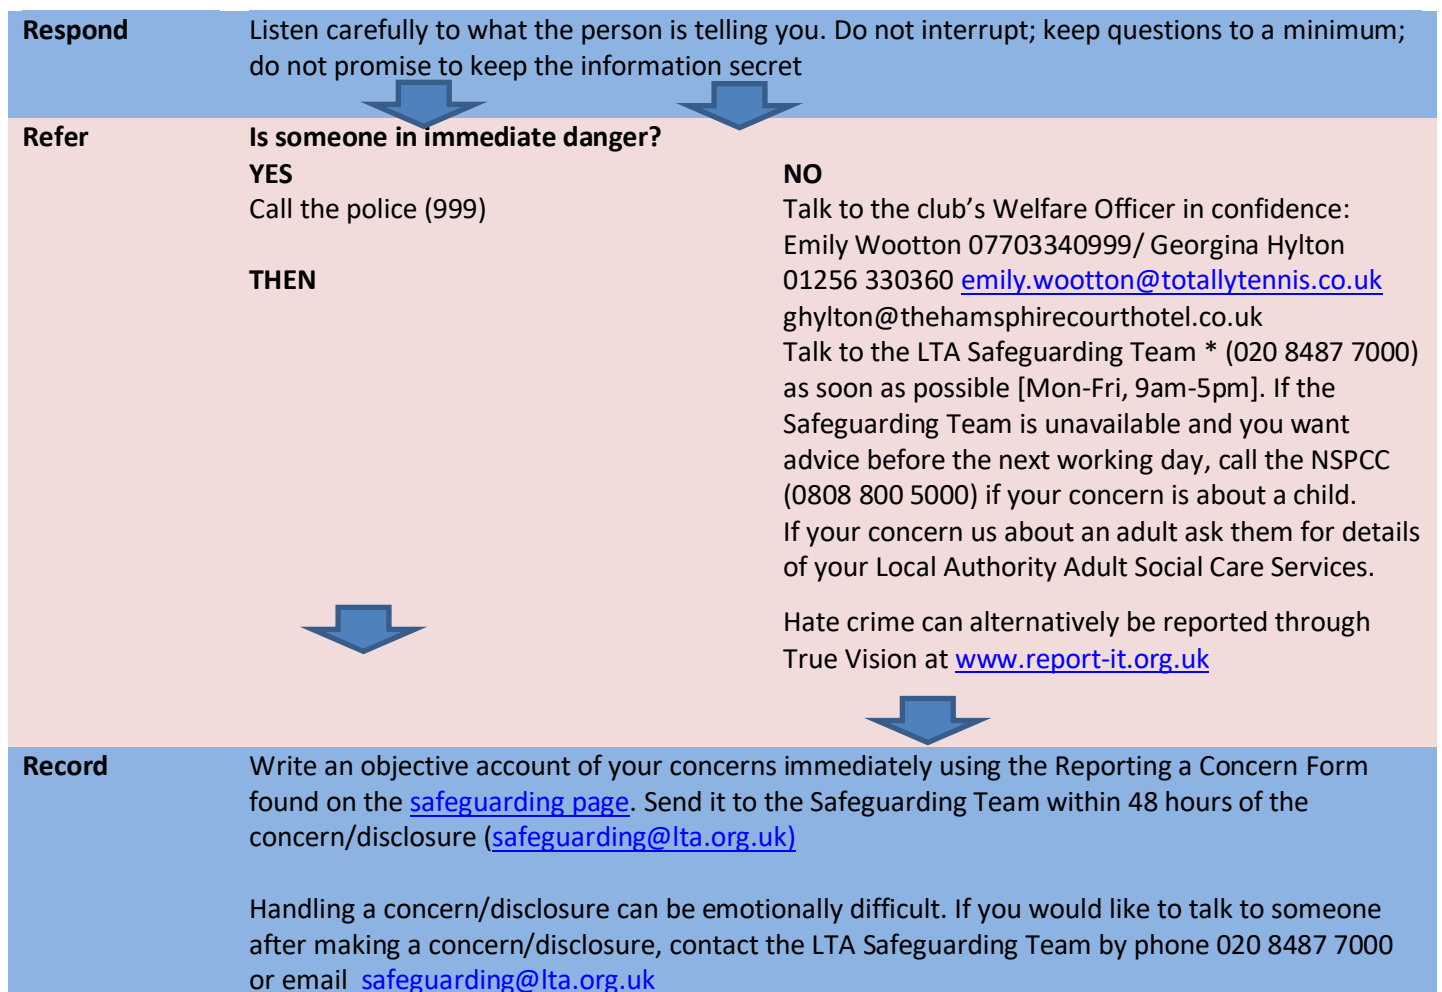 Respond
Listen carefully to what the person is telling you. Do not interrupt; keep questions to a minimum;
do not promise to keep the information secret
Refer
Is someone in immediate danger?
YES
Call the police (999)
THEN
NO
Talk to the club’s Welfare Officer in confidence:
Emily Wootton 07703340999/ Georgina Hylton
01256 330360 emily.wootton@totallytennis.co.uk
ghylton@thehamsphirecourthotel.co.uk
Talk to the LTA Safeguarding Team * (020 8487 7000)
as soon as possible [Mon-Fri, 9am-5pm]. If the
Safeguarding Team is unavailable and you want
advice before the next working day, call the NSPCC
(0808 800 5000) if your concern is about a child.
If your concern us about an adult ask them for details
of your Local Authority Adult Social Care Services.
Hate crime can alternatively be reported through
True Vision at www.report-it.org.uk
Record
Write an objective account of your concerns immediately using the Reporting a Concern Form
found on the safeguarding page. Send it to the Safeguarding Team within 48 hours of the
concern/disclosure (safeguarding@lta.org.uk)
Handling a concern/disclosure can be emotionally difficult. If you would like to talk to someone
after making a concern/disclosure, contact the LTA Safeguarding Team by phone 020 8487 7000
or email safeguarding@lta.org.uk